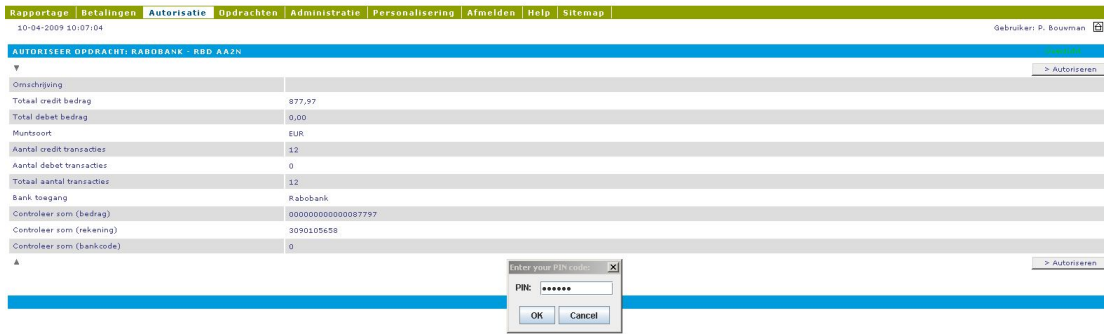 Rapportage Betalingen Autorisatie Opdrachten Administratie Personalisering Afmelden Help Sitemap
10-04-2009 10:07:04 Gebruiker: P. Bouwman
AUTORISEER OPDRACHT: RABOBANK - RBD AA2N
> Autoriseren
Omschrijving
Totaal credit bedrag 877,97
Total debet bedrag 0,00
Muntsoort EUR
Aantal credit transacties 12
Aantal debet transacties 0
Totaal aantal transacties 12
Bank toegang Rabobank
Controleer som (bedrag) 000000000000087797
Controleer som (rekening) 3090105658
Controleer som (bankcode) 0
> Autoriseren
Enter your PIN code:
PIN: ••••••
OK Cancel